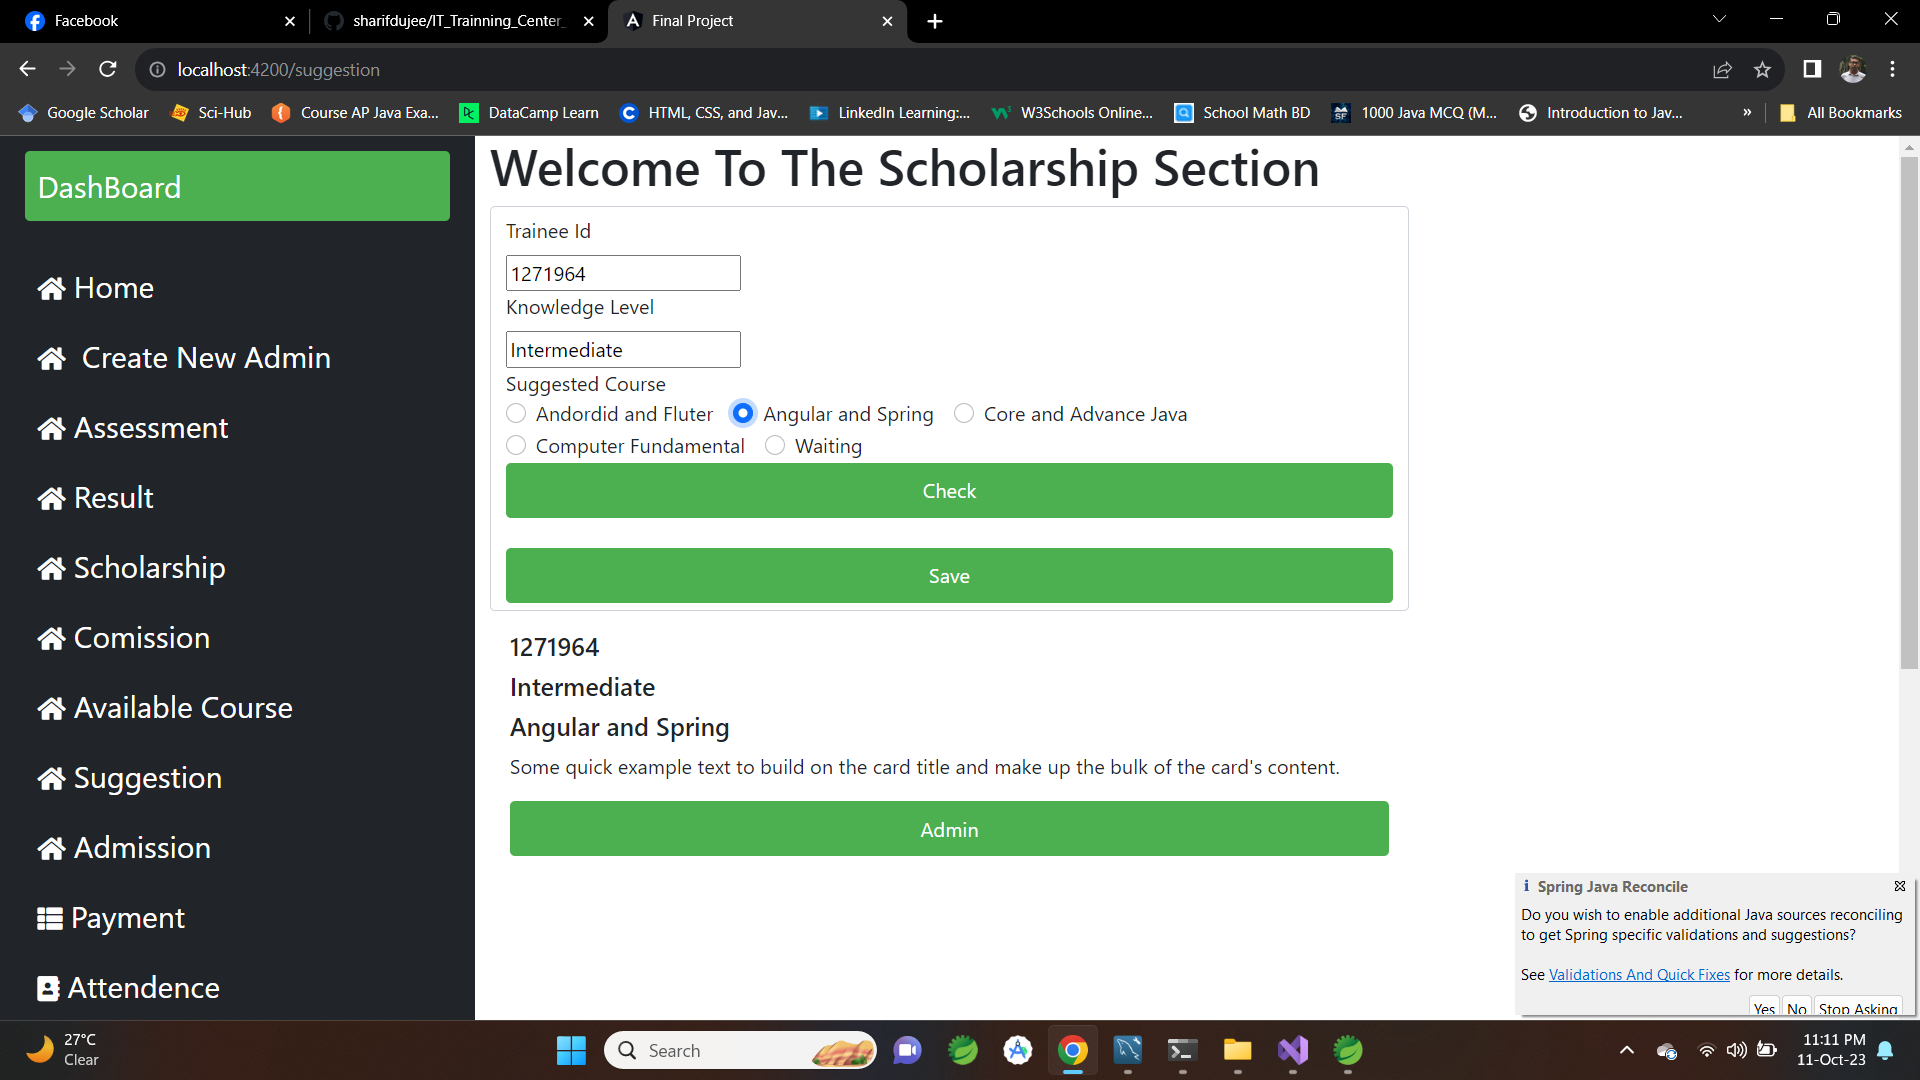 Facebook
sharifdujee/IT_Trainning_Center_
Final Project
localhost:4200/suggestion
Google Scholar
Sci-Hub
Course AP Java Exa...
DataCamp Learn
HTML, CSS, and Jav...
LinkedIn Learning:...
W3Schools Online...
School Math BD
1000 Java MCQ (M...
Introduction to Jav...
»
All Bookmarks
DashBoard
Home
Create New Admin
Assessment
Result
Scholarship
Comission
Available Course
Suggestion
Admission
Payment
Attendence
Welcome To The Scholarship Section
Trainee Id
1271964
Knowledge Level
Intermediate
Suggested Course
Andordid and Fluter Angular and Spring Core and Advance Java
Computer Fundamental Waiting
Check
Save
1271964
Intermediate
Angular and Spring
Some quick example text to build on the card title and make up the bulk of the card's content.
Admin
Spring Java Reconcile
Do you wish to enable additional Java sources reconciling
to get Spring specific validations and suggestions?
See Validations And Quick Fixes for more details.
Yes No Stop Asking
27°C
Clear
Search
11:11 PM
11-Oct-23